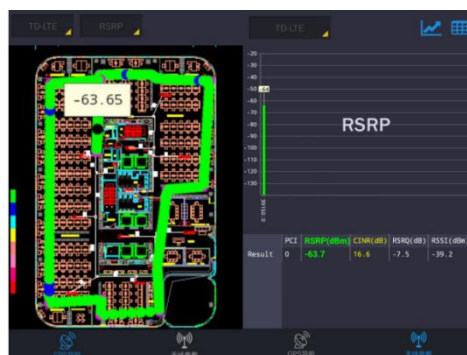 TD-LTE
RSRP
-63.65
TD-LTE
-20
-30
-40
-50
-64
-70
-80
-90
-100
-110
-120
-130
RSRP
PCI RSRP(dBm) CINR(dB) RSRQ(dB) RSSI(dBm
Result 0 -63.7 16.6 -7.5 -39.2